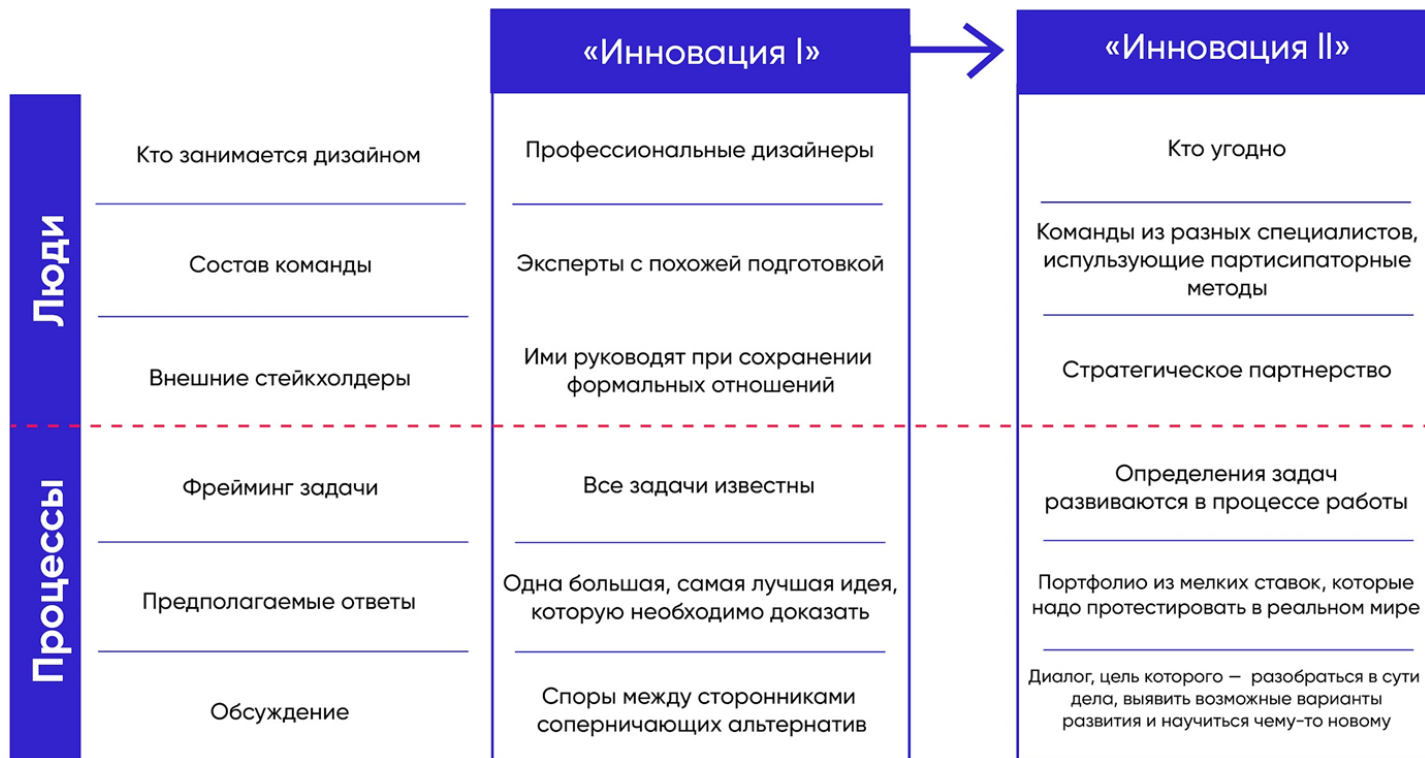 «Инновация I»
«Инновация II»
Люди
Кто занимается дизайном
Профессиональные дизайнеры
Кто угодно
Состав команды
Эксперты с похожей подготовкой
Команды из разных специалистов,
испульзующие партисипаторные
методы
Внешние стейкхолдеры
Ими руководят при сохранении
формальных отношений
Стратегическое партнерство
Процессы
Фрейминг задачи
Все задачи известны
Определения задач
развиваются в процессе работы
Предполагаемые ответы
Одна большая, самая лучшая идея,
которую необходимо доказать
Портфолио из мелких ставок, которые
надо протестировать в реальном мире
Обсуждение
Споры между сторонниками
соперничающих альтернатив
Диалог, цель которого — разобраться в сути
дела, выявить возможные варианты
развития и научиться чему-то новому